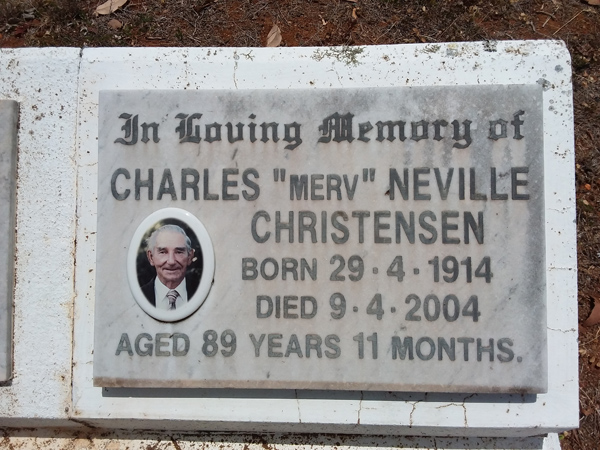 In Loving Memory of
CHARLES "MERV" NEVILLE
CHRISTENSEN
BORN 29·4·1914
DIED 9·4·2004
AGED 89 YEARS 11 MONTHS.